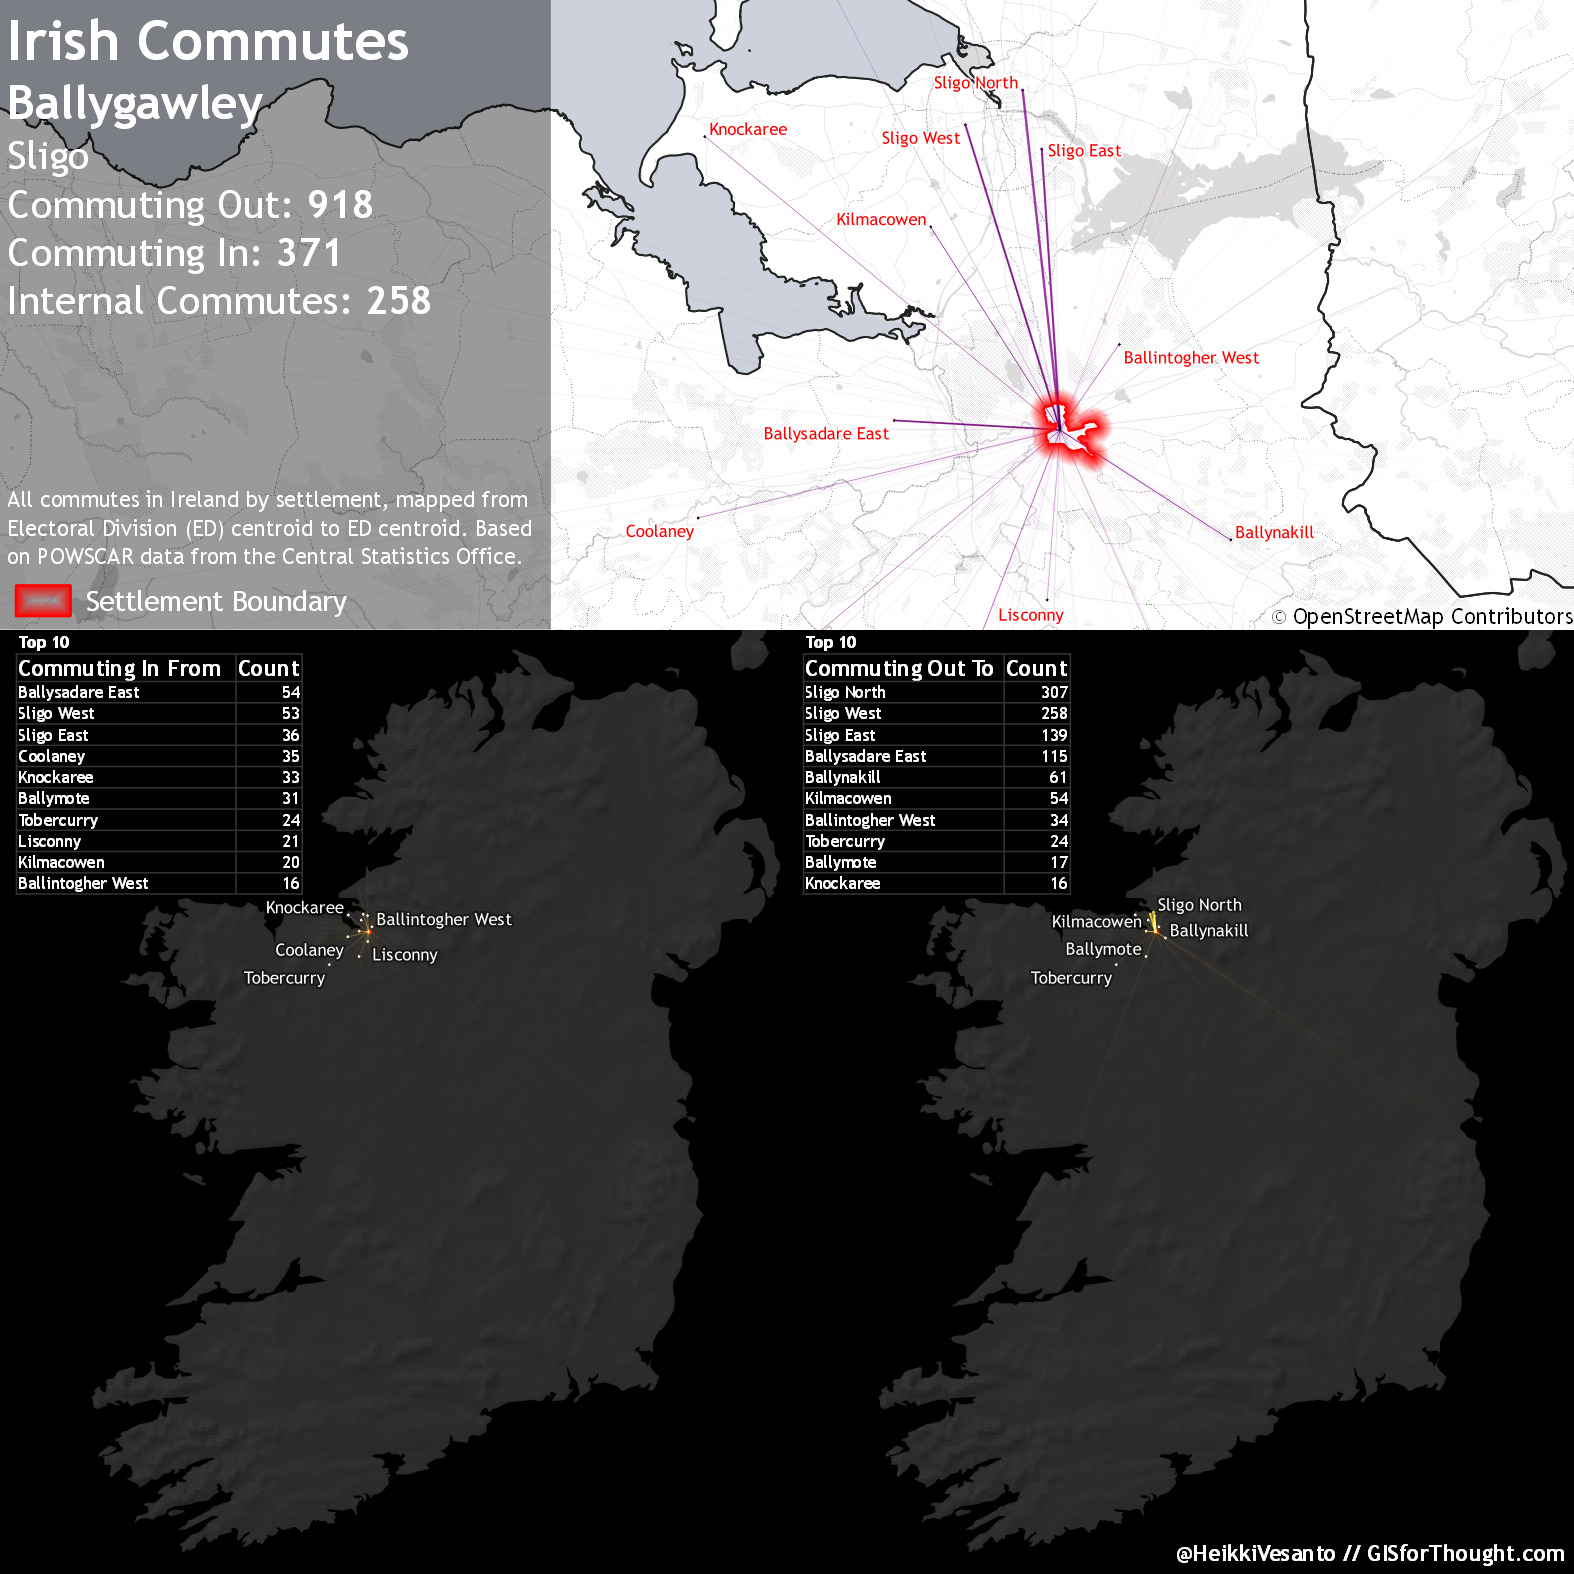 Irish Commutes
Ballygawley
Sligo
Commuting Out: 918
Commuting In: 371
Internal Commutes: 258
All commutes in Ireland by settlement, mapped from
Electoral Division (ED) centroid to ED centroid. Based
on POWSCAR data from the Central Statistics Office.
Settlement Boundary
Sligo North
Knockaree
Sligo West
Sligo East
Kilmacowen
Ballintogher West
Ballysadare East
Coolaney
Ballynakill
Lisconny
© OpenStreetMap Contributors
Top 10
Commuting In From Count
Ballysadare East 54
Sligo West 53
Sligo East 36
Coolaney 35
Knockaree 33
Ballymote 31
Tobercurry 24
Lisconny 21
Kilmacowen 20
Ballintogher West 16
Knockaree
Ballintogher West
Coolaney
Lisconny
Tobercurry
Top 10
Commuting Out To Count
Sligo North 307
Sligo West 258
Sligo East 139
Ballysadare East 115
Ballynakill 61
Kilmacowen 54
Ballintogher West 34
Tobercurry 24
Ballymote 17
Knockaree 16
Sligo North
Kilmacowen
Ballynakill
Ballymote
Tobercurry
@HeikkiVesanto // GISforThought.com